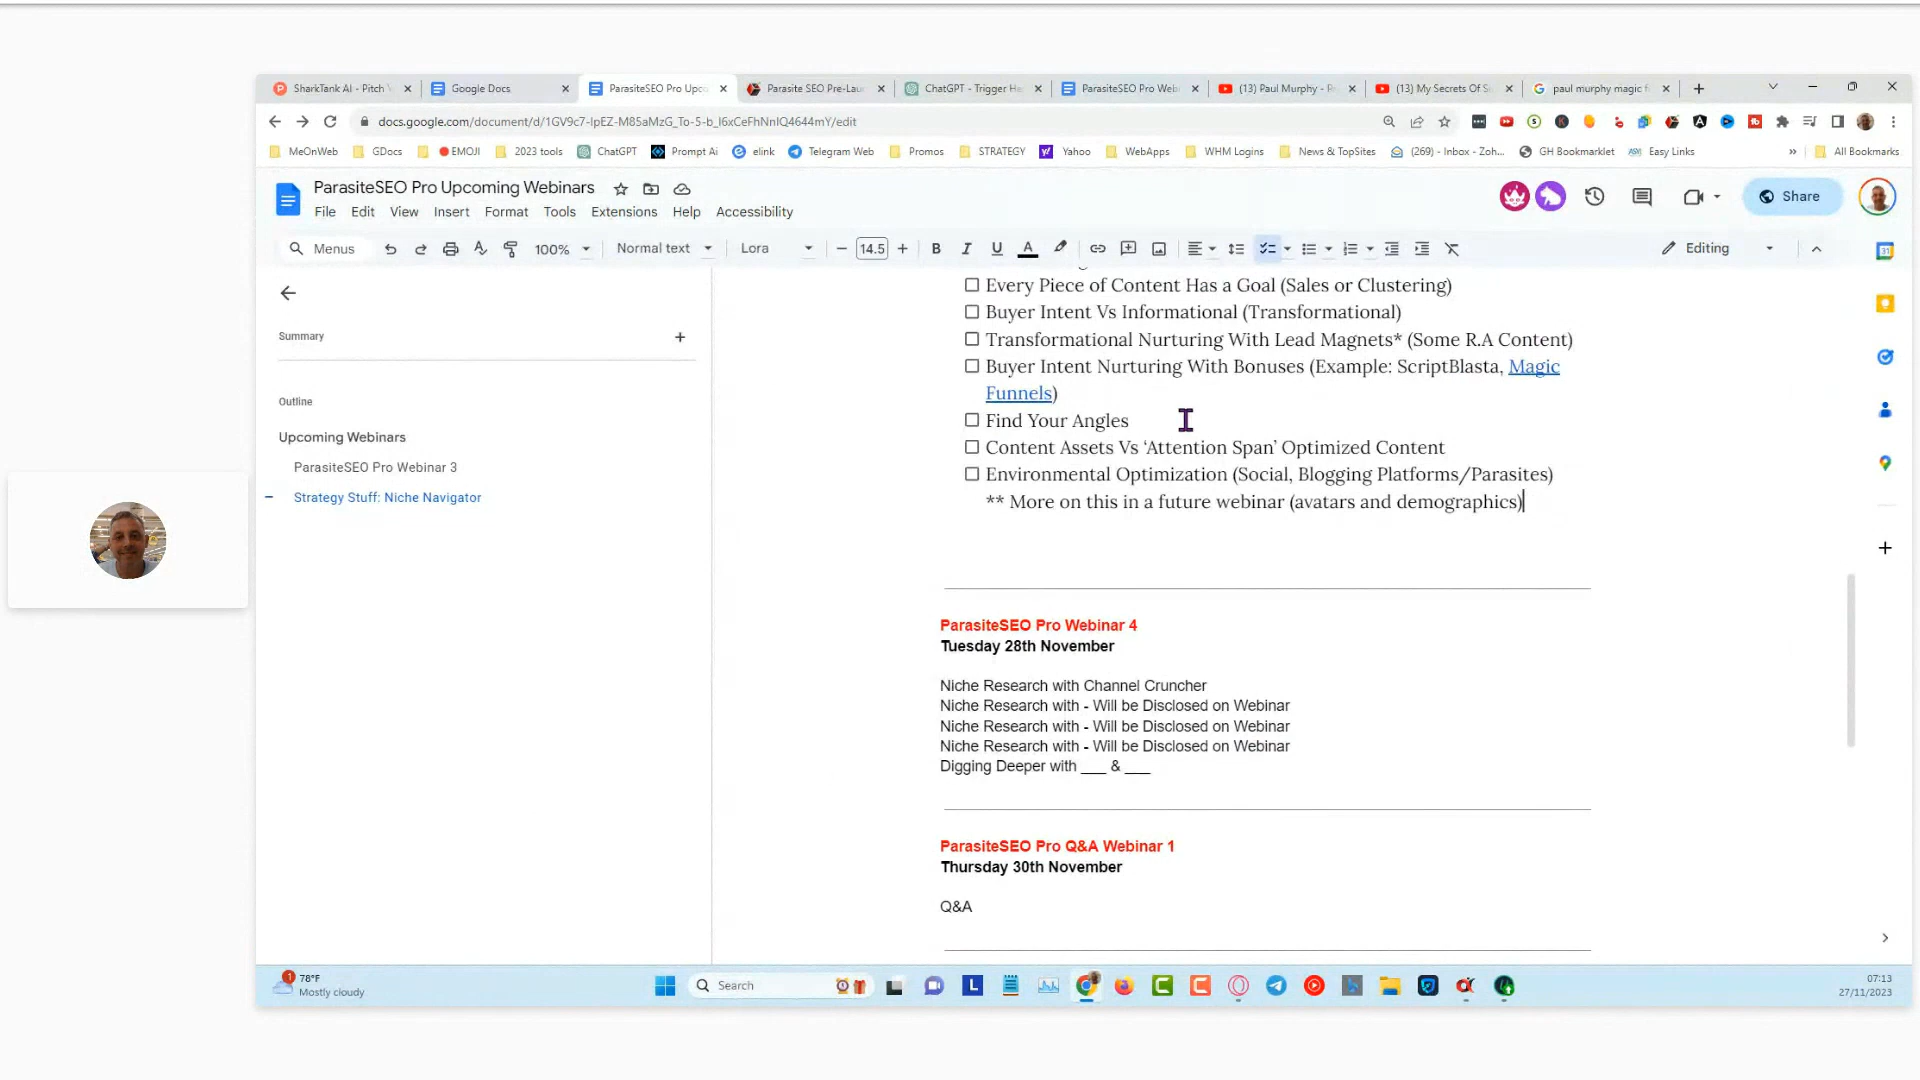 SharkTank AI - Pitch
Google Docs
ParasiteSEO Pro Upco
Parasite SEO Pre-Lau
ChatGPT - Trigger Ha
ParasiteSEO Pro Web
(13) Paul Murphy - R
(13) My Secrets Of S
paul murphy magic f
docs.google.com/document/d/1GV9c7-IpEZ-M85aMzG_To-5-b_I6xCeFhNnIQ4644mY/edit
MeOnWeb
GDocs
EMOJI
2023 tools
ChatGPT
Prompt Ai
elink
Telegram Web
Promos
STRATEGY
Yahoo
WebApps
WHM Logins
News & TopSites
(269) - Inbox - Zoh...
GH Bookmarklet
Easy Links
»
All Bookmarks
ParasiteSEO Pro Upcoming Webinars
File Edit View Insert Format Tools Extensions Help Accessibility
Share
Menus
100%
Normal text
Lora
14.5
Editing
Summary
Outline
Upcoming Webinars
ParasiteSEO Pro Webinar 3
Strategy Stuff: Niche Navigator
Every Piece of Content Has a Goal (Sales or Clustering)
Buyer Intent Vs Informational (Transformational)
Transformational Nurturing With Lead Magnets* (Some R.A Content)
Buyer Intent Nurturing With Bonuses (Example: ScriptBlasta, Magic
Funnels)
Find Your Angles
Content Assets Vs ‘Attention Span’ Optimized Content
Environmental Optimization (Social, Blogging Platforms/Parasites)
** More on this in a future webinar (avatars and demographics)
ParasiteSEO Pro Webinar 4
Tuesday 28th November
Niche Research with Channel Cruncher
Niche Research with - Will be Disclosed on Webinar
Niche Research with - Will be Disclosed on Webinar
Niche Research with - Will be Disclosed on Webinar
Digging Deeper with ___ & ___
ParasiteSEO Pro Q&A Webinar 1
Thursday 30th November
Q&A
1
78°F
Mostly cloudy
Search
07:13
27/11/2023